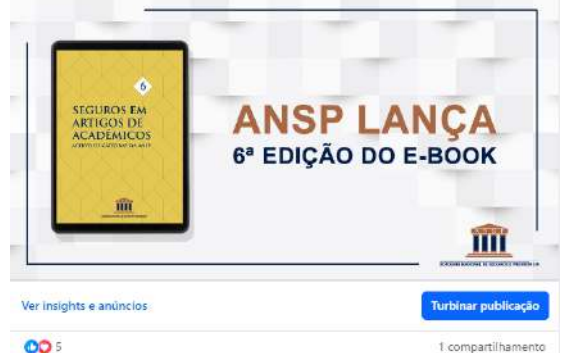 6
SEGUROS EM
ARTIGOS DE
ACADÊMICOS
ANSP LANÇA
6ª EDIÇÃO DO E-BOOK
Ver insights e anúncios
Turbinar publicação
5
1 compartilhamento